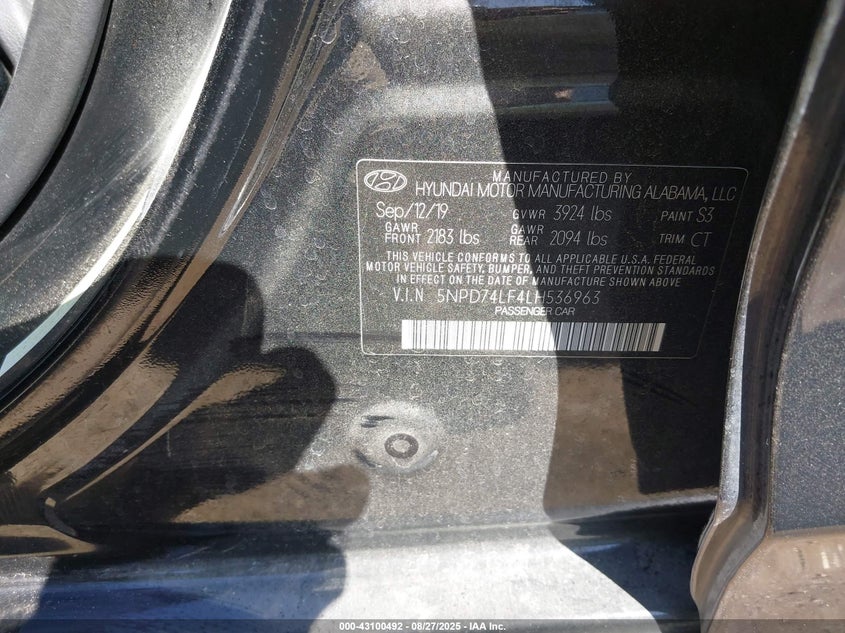 MANUFACTURED BY
HYUNDAI MOTOR MANUFACTURING ALABAMA, LLC
Sep/12/19 GVWR 3924 lbs PAINT S3
GAWR FRONT 2183 lbs GAWR REAR 2094 lbs TRIM CT
THIS VEHICLE CONFORMS TO ALL APPLICABLE U.S.A. FEDERAL
MOTOR VEHICLE SAFETY, BUMPER, AND THEFT PREVENTION STANDARDS
IN EFFECT ON THE DATE OF MANUFACTURE SHOWN ABOVE.
V.I.N 5NPD74LF4LH536963
PASSENGER CAR
000-43100492 - 08/27/2025 - IAA Inc.